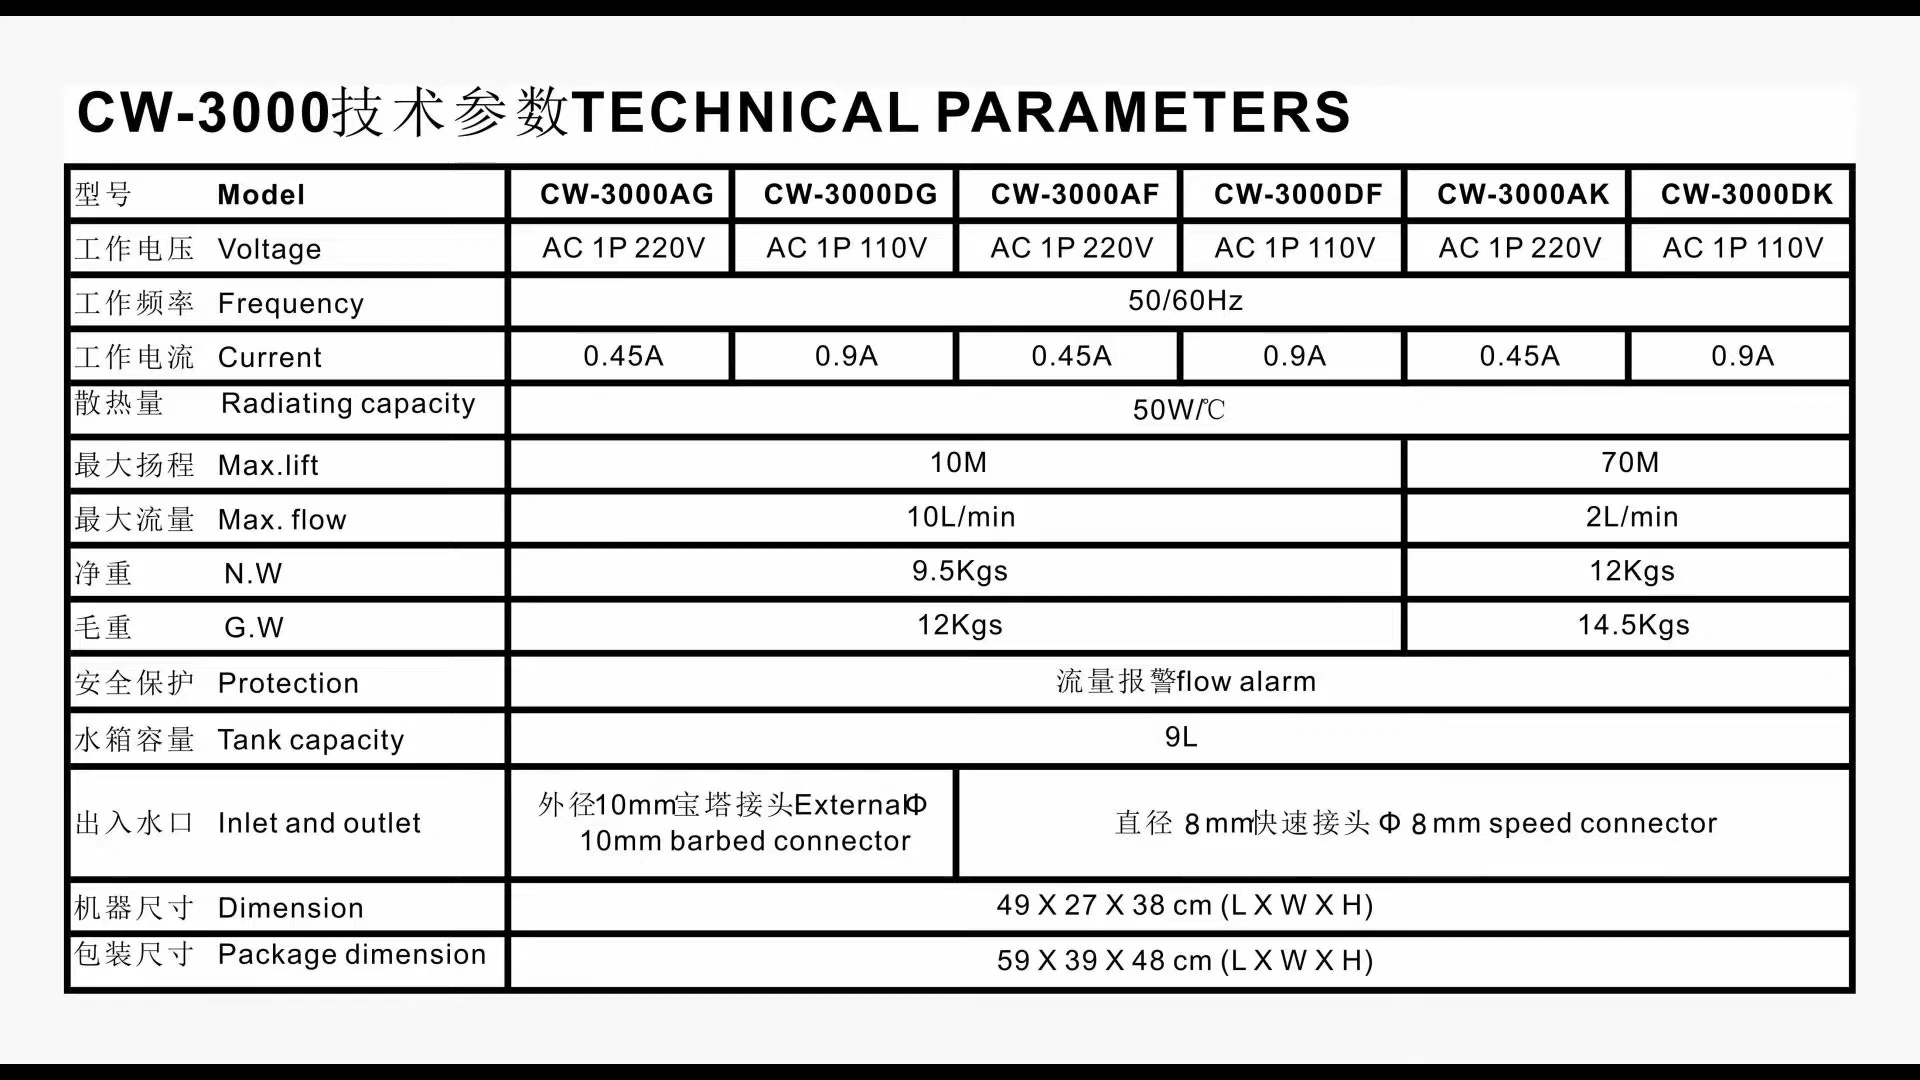 CW-3000技术参数TECHNICAL PARAMETERS
型号 Model CW-3000AG CW-3000DG CW-3000AF CW-3000DF CW-3000AK CW-3000DK
工作电压 Voltage AC 1P 220V AC 1P 110V AC 1P 220V AC 1P 110V AC 1P 220V AC 1P 110V
工作频率 Frequency 50/60Hz
工作电流 Current 0.45A 0.9A 0.45A 0.9A 0.45A 0.9A
散热量 Radiating capacity 50W/℃
最大扬程 Max.lift 10M 70M
最大流量 Max. flow 10L/min 2L/min
净重 N.W 9.5Kgs 12Kgs
毛重 G.W 12Kgs 14.5Kgs
安全保护 Protection 流量报警flow alarm
水箱容量 Tank capacity 9L
出入水口 Inlet and outlet 外径10mm宝塔接头ExternalΦ
10mm barbed connector 直径 8mm快速接头 Φ 8mm speed connector
机器尺寸 Dimension 49 X 27 X 38 cm (L X W X H)
包装尺寸 Package dimension 59 X 39 X 48 cm (L X W X H)